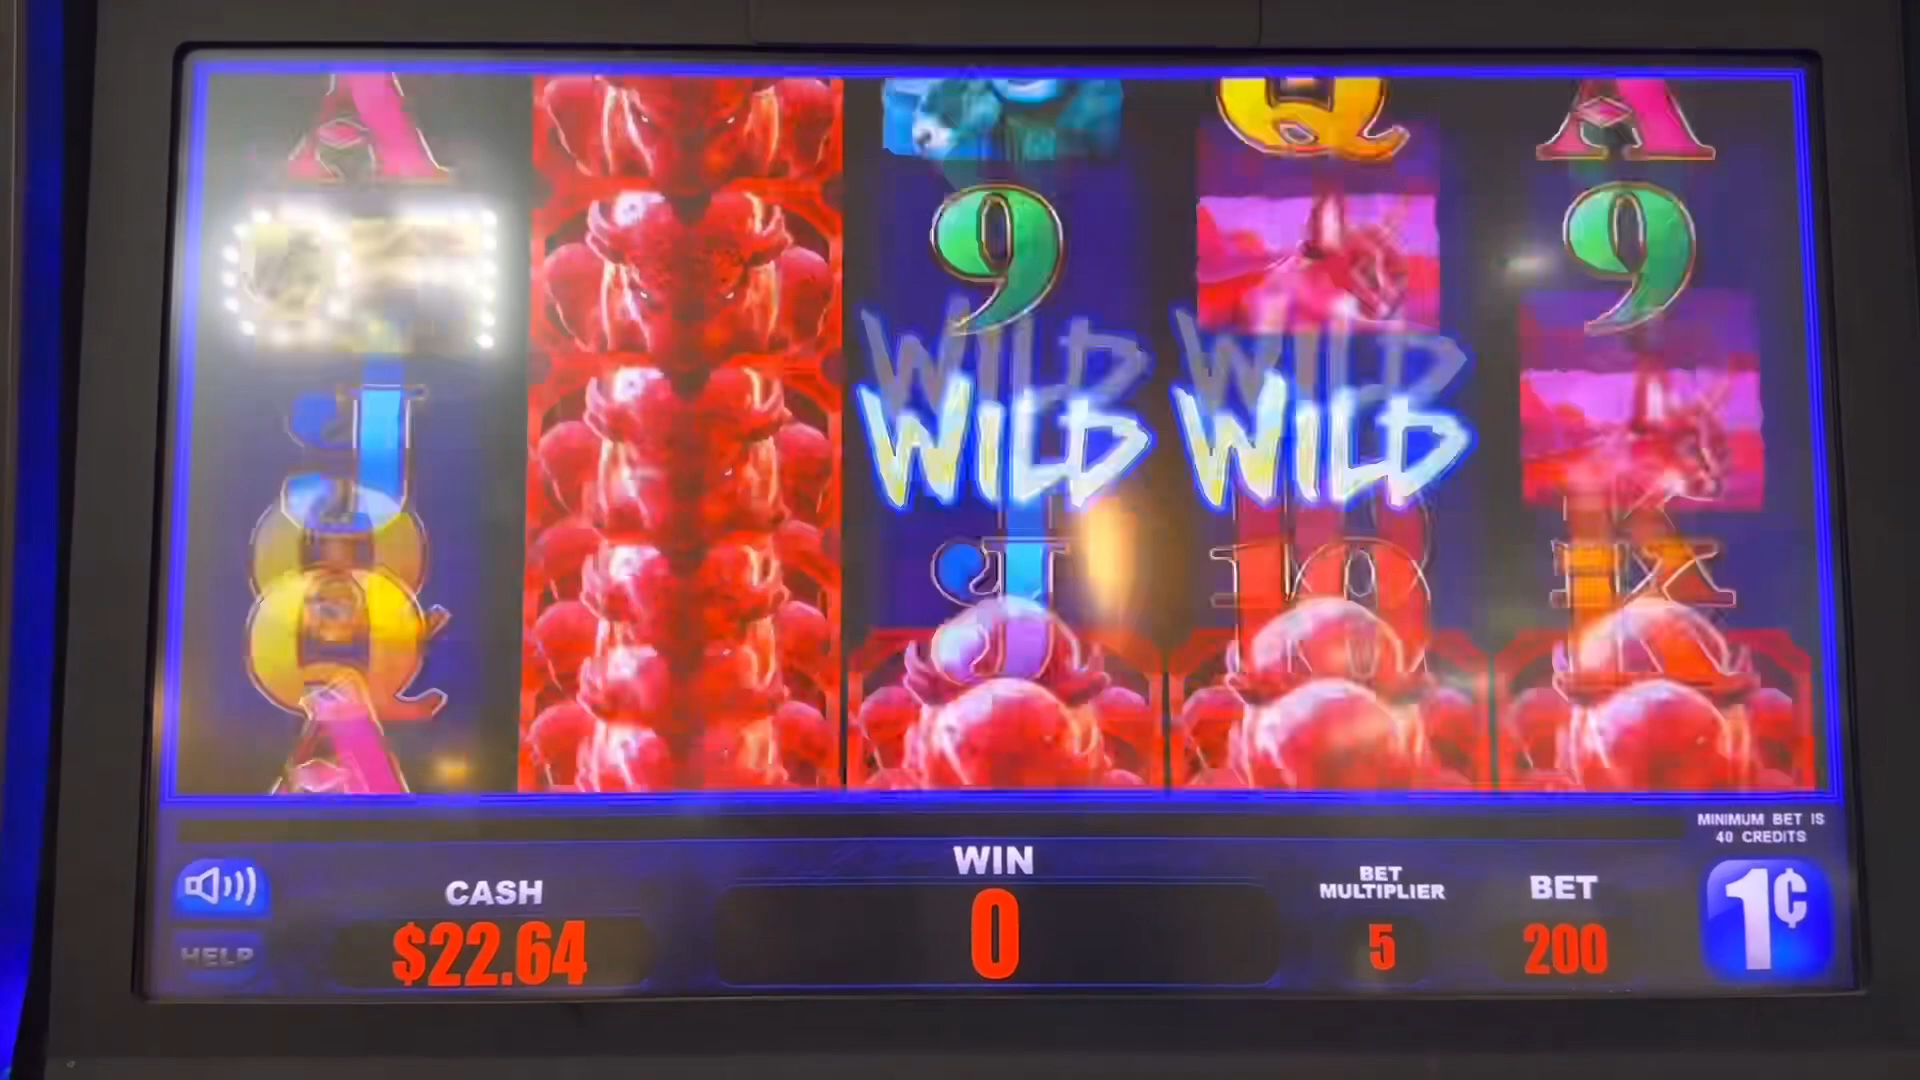 A Q A
9 9
WILD WILD
WILD WILD
J J 10 K
Q
A
MINIMUM BET IS
40 CREDITS
WIN
CASH BET
MULTIPLIER BET 1¢
$22.64 0 5 200
HELP